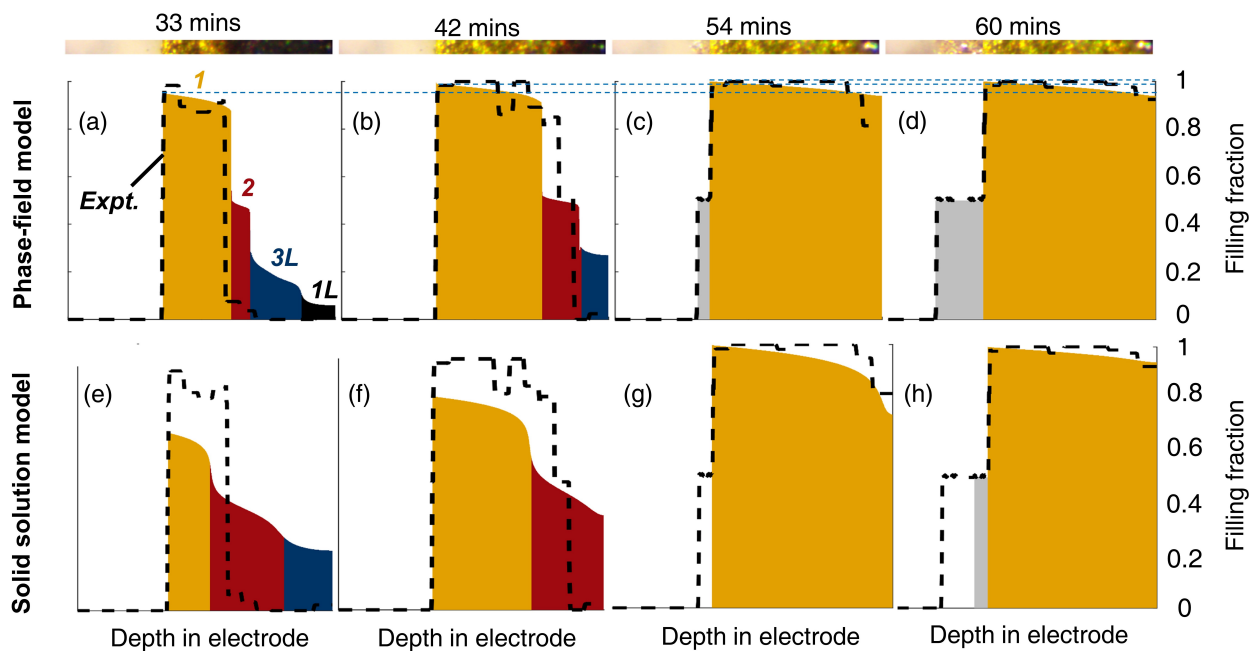 33 mins
42 mins
54 mins
60 mins
Phase-field model
(a)
1
Expt.
2
3L
1L
(b)
(c)
(d)
1
0.8
0.6
0.4
0.2
0
Filling fraction
Solid solution model
(e)
(f)
(g)
(h)
1
0.8
0.6
0.4
0.2
0
Filling fraction
Depth in electrode
Depth in electrode
Depth in electrode
Depth in electrode